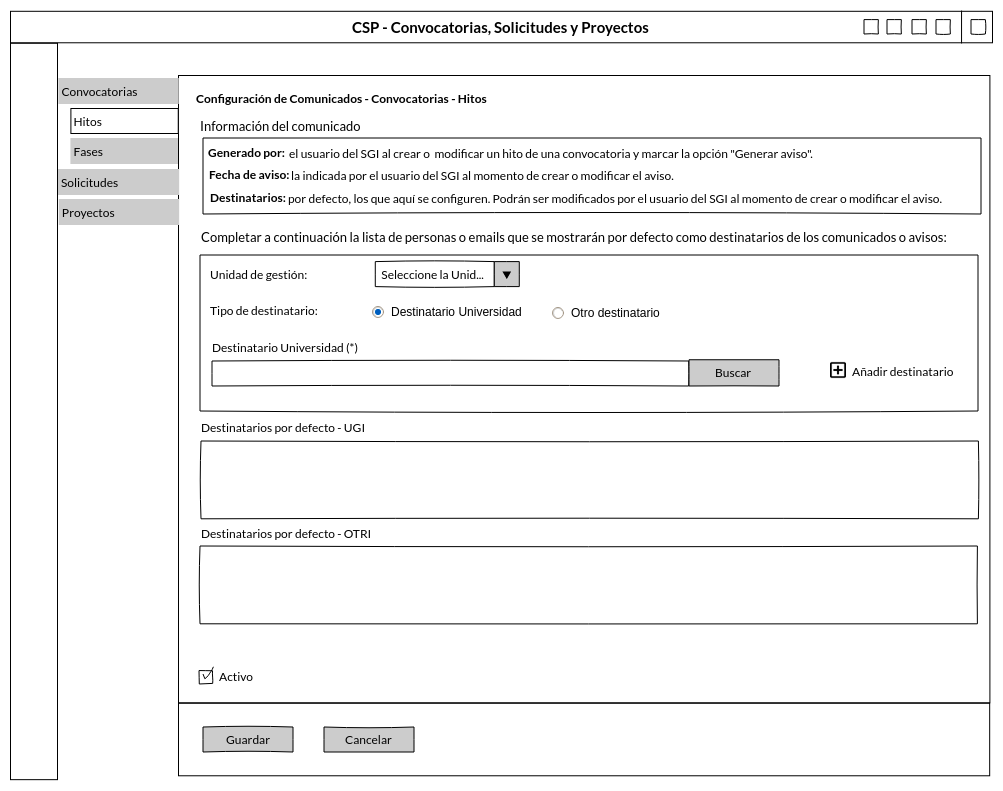 CSP - Convocatorias, Solicitudes y Proyectos
Convocatorias
Hitos
Fases
Solicitudes
Proyectos
Configuración de Comunicados - Convocatorias - Hitos
Información del comunicado
Generado por: el usuario del SGI al crear o modificar un hito de una convocatoria y marcar la opción "Generar aviso".
Fecha de aviso: la indicada por el usuario del SGI al momento de crear o modificar el aviso.
Destinatarios: por defecto, los que aquí se configuren. Podrán ser modificados por el usuario del SGI al momento de crear o modificar el aviso.
Completar a continuación la lista de personas o emails que se mostrarán por defecto como destinatarios de los comunicados o avisos:
Unidad de gestión: Seleccione la Unid...
Tipo de destinatario: Destinatario Universidad Otro destinatario
Destinatario Universidad (*)
Buscar Añadir destinatario
Destinatarios por defecto - UGI
Destinatarios por defecto - OTRI
Activo
Guardar Cancelar